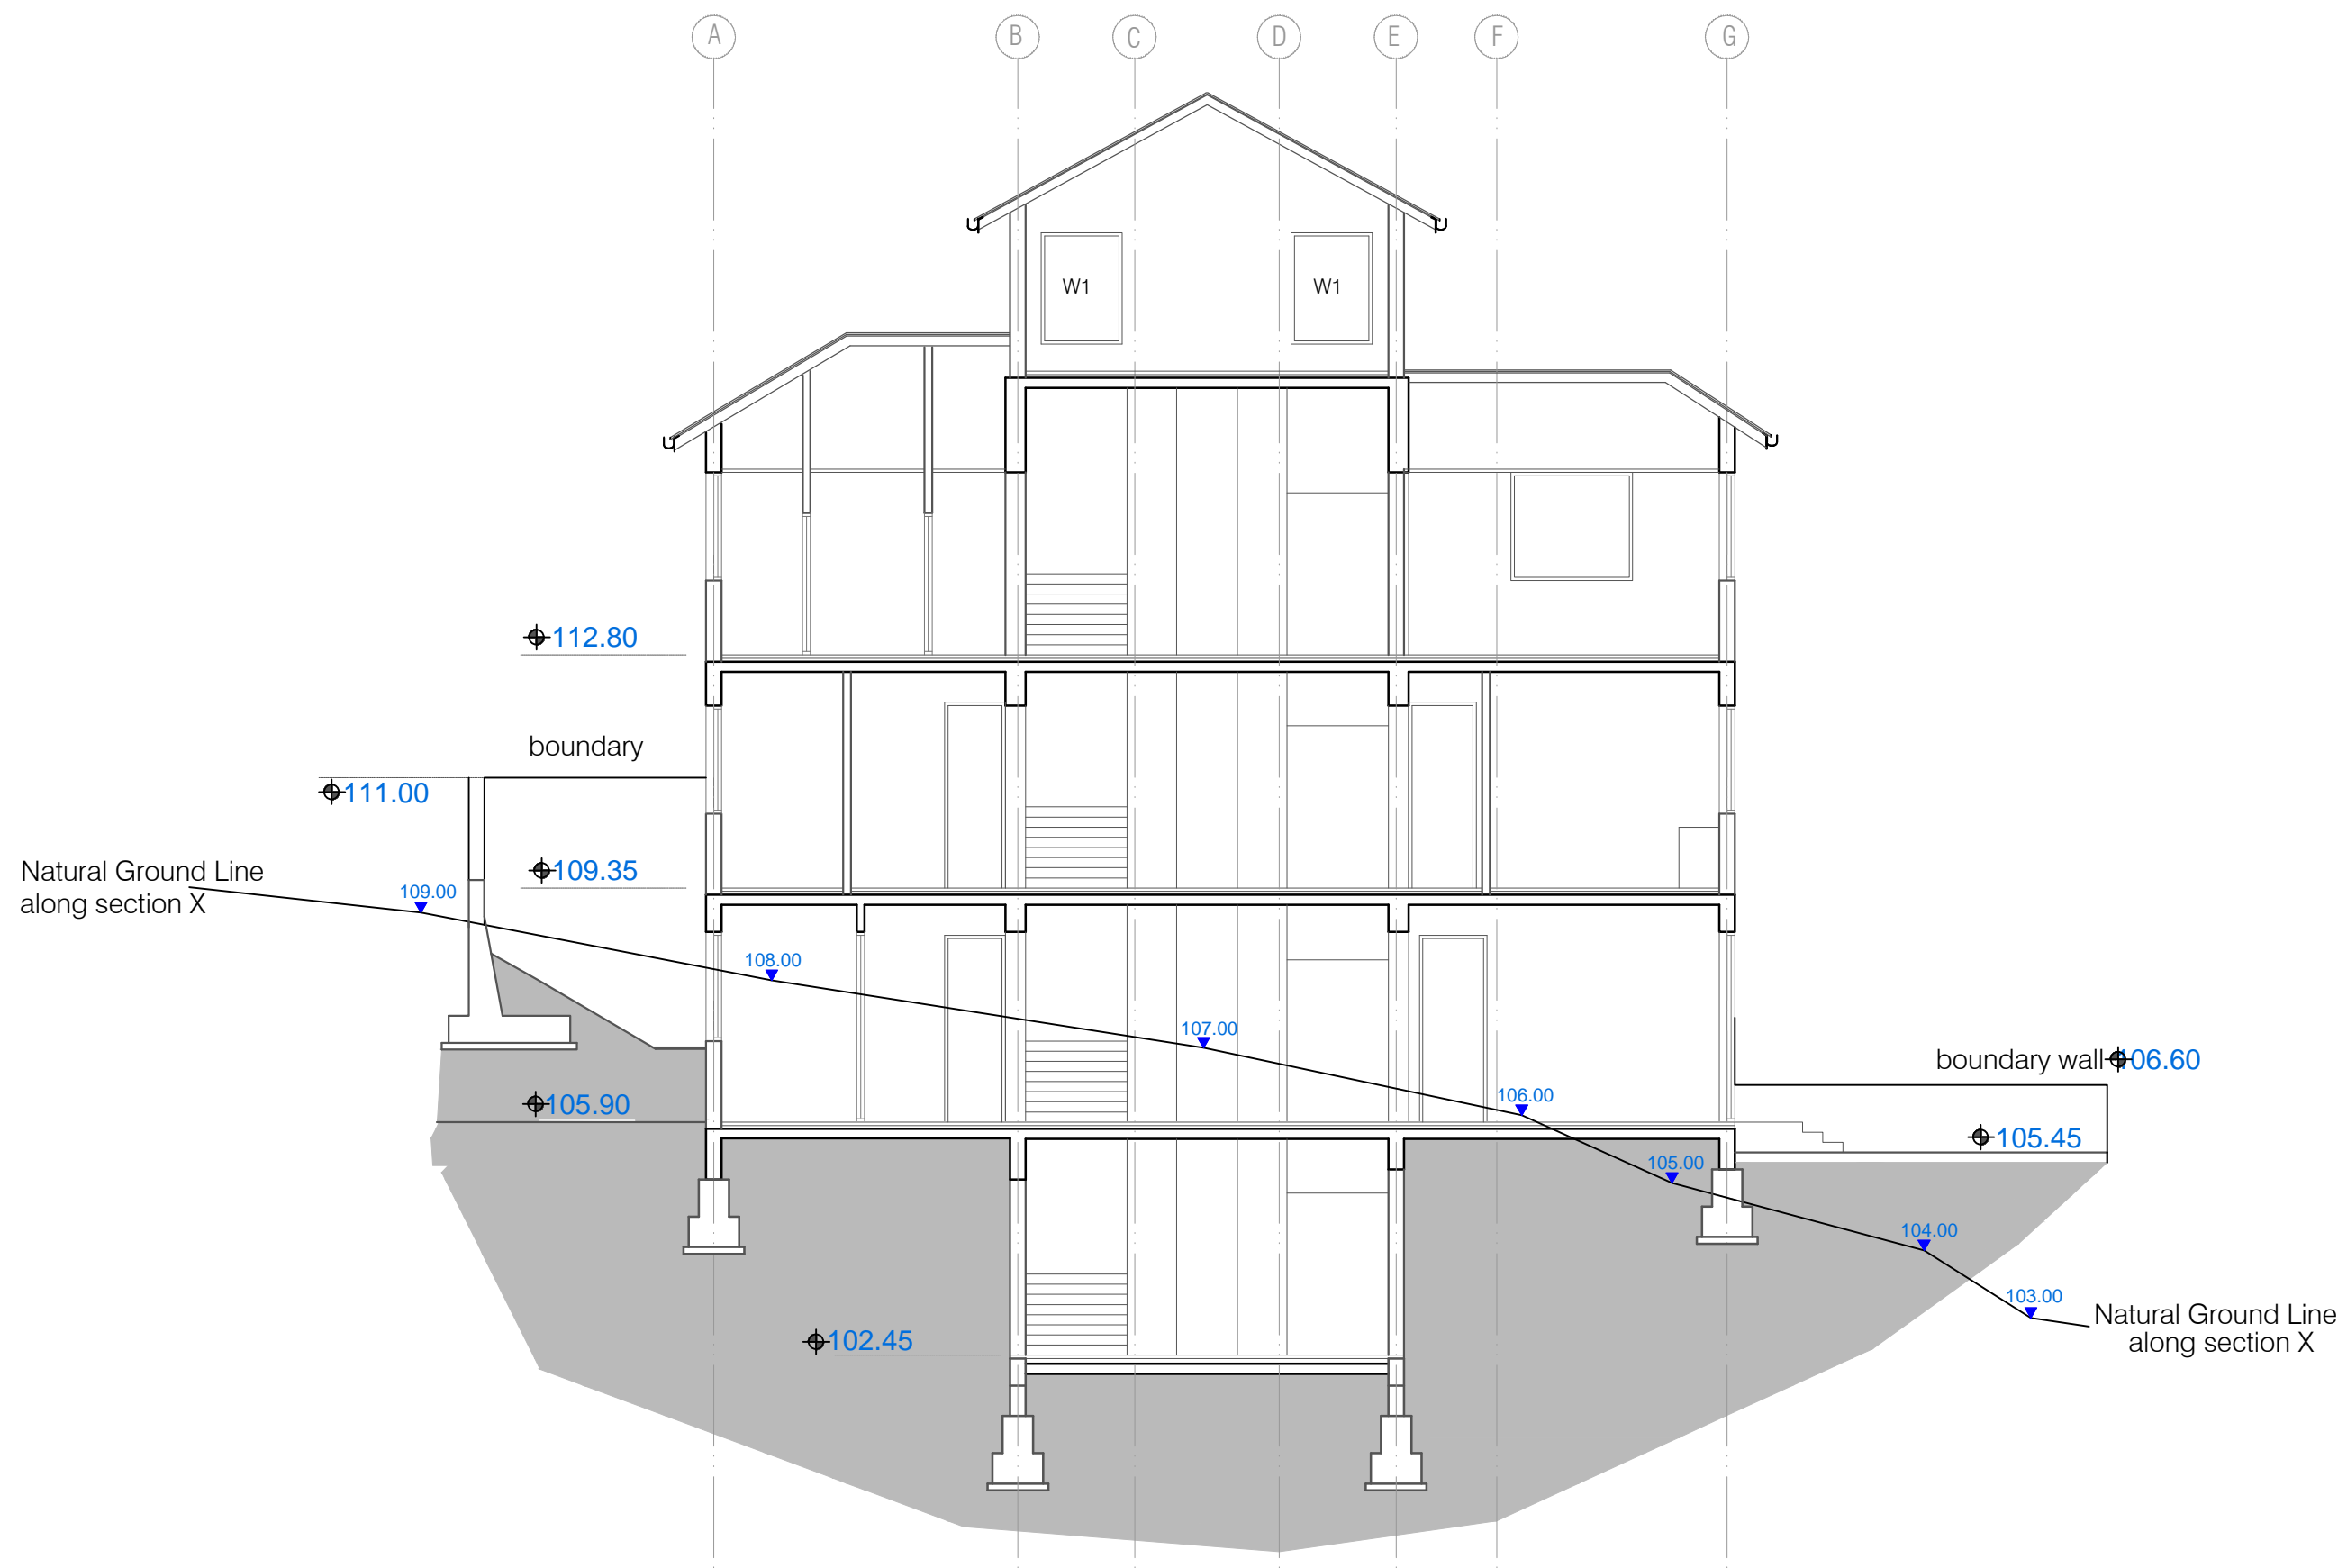 A
B
C
D
E
F
G
W1
W1
112.80
boundary
111.00
Natural Ground Line
along section X
109.35
109.00
108.00
107.00
106.00
boundary wall
106.60
105.90
105.45
105.00
104.00
103.00
102.45
Natural Ground Line
along section X